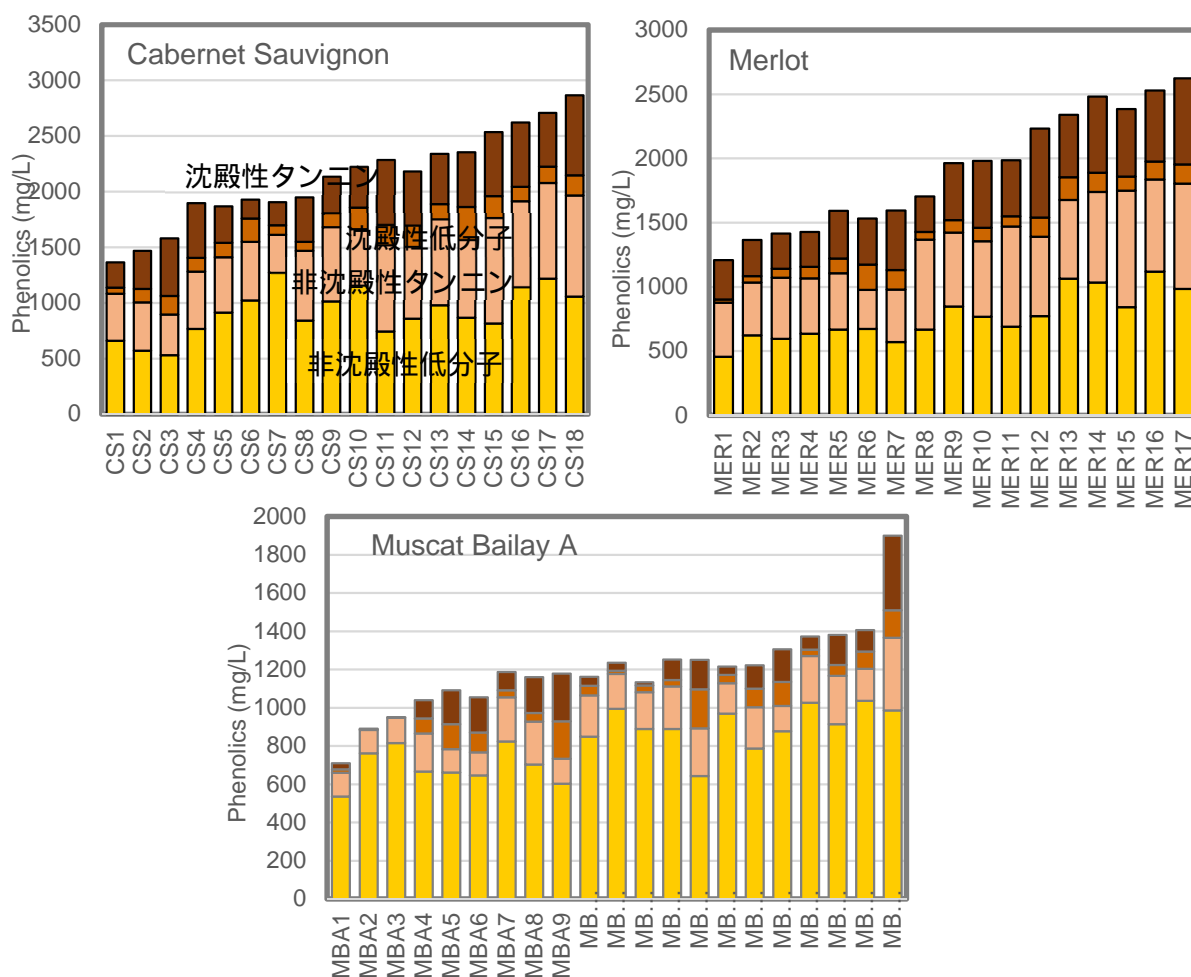 Cabernet Sauvignon
Phenolics (mg/L)
3500
3000
2500
2000
1500
1000
500
0
沈殿性タンニン
沈殿性低分子
非沈殿性タンニン
非沈殿性低分子
CS1
CS2
CS3
CS4
CS5
CS6
CS7
CS8
CS9
CS10
CS11
CS12
CS13
CS14
CS15
CS16
CS17
CS18
Merlot
Phenolics (mg/L)
3000
2500
2000
1500
1000
500
0
MER1
MER2
MER3
MER4
MER5
MER6
MER7
MER8
MER9
MER10
MER11
MER12
MER13
MER14
MER15
MER16
MER17
Muscat Bailay A
Phenolics (mg/L)
2000
1800
1600
1400
1200
1000
800
600
400
200
0
MBA1
MBA2
MBA3
MBA4
MBA5
MBA6
MBA7
MBA8
MBA9
MB…
MB…
MB…
MB…
MB…
MB…
MB…
MB…
MB…
MB…
MB…
MB…